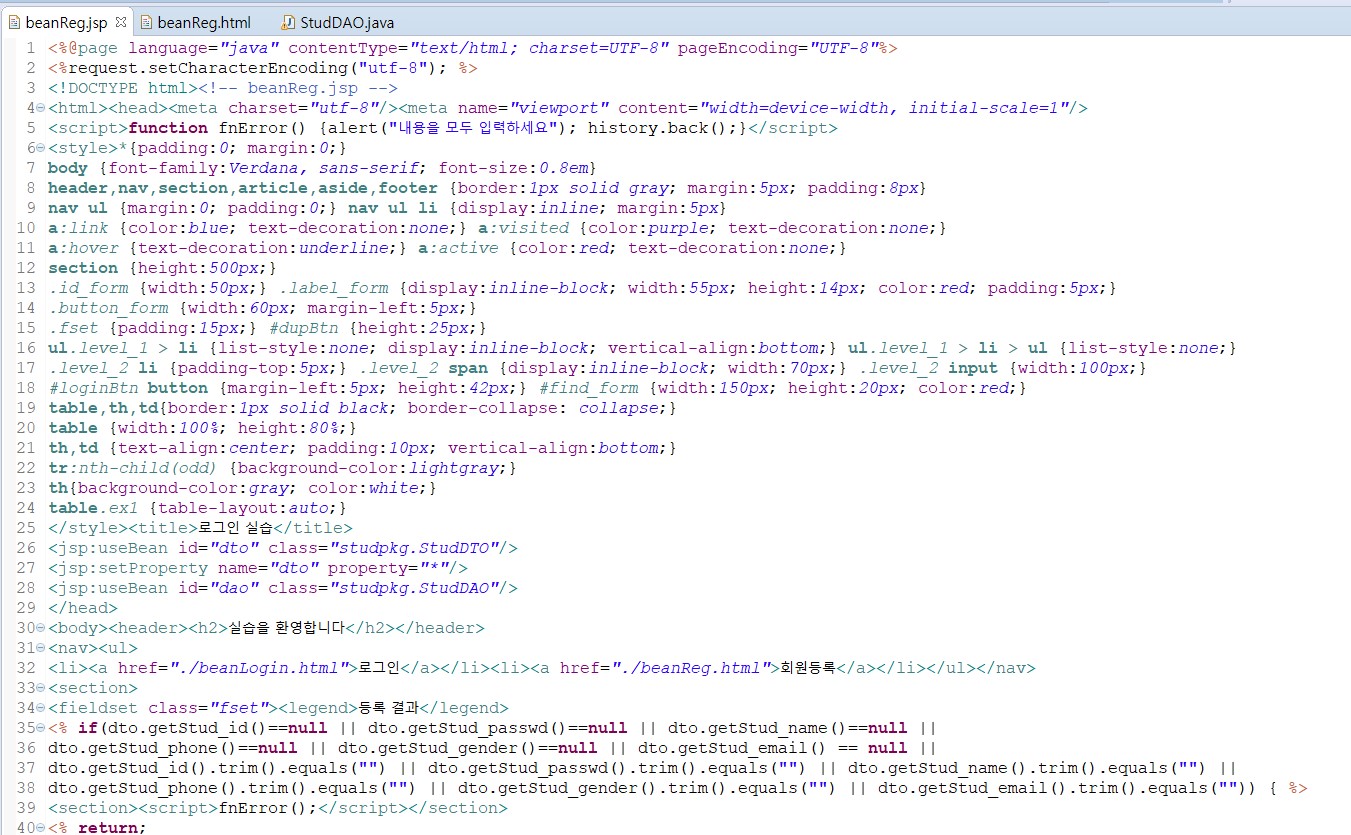 beanReg.jsp beanReg.html StudDAO.java
1 <%@page language="java" contentType="text/html; charset=UTF-8" pageEncoding="UTF-8"%>
2 <%request.setCharacterEncoding("utf-8"); %>
3 <!DOCTYPE html><!-- beanReg.jsp -->
4 <html><head><meta charset="utf-8"/><meta name="viewport" content="width=device-width, initial-scale=1"/>
5 <script>function fnError() {alert("내용을 모두 입력하세요"); history.back();}</script>
6 <style>*{padding:0; margin:0;}
7 body {font-family:Verdana, sans-serif; font-size:0.8em}
8 header,nav,section,article,aside,footer {border:1px solid gray; margin:5px; padding:8px}
9 nav ul {margin:0; padding:0;} nav ul li {display:inline; margin:5px}
10 a:link {color:blue; text-decoration:none;} a:visited {color:purple; text-decoration:none;}
11 a:hover {text-decoration:underline;} a:active {color:red; text-decoration:none;}
12 section {height:500px;}
13 .id_form {width:50px;} .label_form {display:inline-block; width:55px; height:14px; color:red; padding:5px;}
14 .button_form {width:60px; margin-left:5px;}
15 .fset {padding:15px;} #dupBtn {height:25px;}
16 ul.level_1 > li {list-style:none; display:inline-block; vertical-align:bottom;} ul.level_1 > li > ul {list-style:none;}
17 .level_2 li {padding-top:5px;} .level_2 span {display:inline-block; width:70px;} .level_2 input {width:100px;}
18 #loginBtn button {margin-left:5px; height:42px;} #find_form {width:150px; height:20px; color:red;}
19 table,th,td{border:1px solid black; border-collapse: collapse;}
20 table {width:100%; height:80%;}
21 th,td {text-align:center; padding:10px; vertical-align:bottom;}
22 tr:nth-child(odd) {background-color:lightgray;}
23 th{background-color:gray; color:white;}
24 table.ex1 {table-layout:auto;}
25 </style><title>로그인 실습</title>
26 <jsp:useBean id="dto" class="studpkg.StudDTO"/>
27 <jsp:setProperty name="dto" property="*"/>
28 <jsp:useBean id="dao" class="studpkg.StudDAO"/>
29 </head>
30 <body><header><h2>실습을 환영합니다</h2></header>
31 <nav><ul>
32 <li><a href="./beanLogin.html">로그인</a></li><li><a href="./beanReg.html">회원등록</a></li></ul></nav>
33 <section>
34 <fieldset class="fset"><legend>등록 결과</legend>
35 <% if(dto.getStud_id()==null || dto.getStud_passwd()==null || dto.getStud_name()==null ||
36 dto.getStud_phone()==null || dto.getStud_gender()==null || dto.getStud_email() == null ||
37 dto.getStud_id().trim().equals("") || dto.getStud_passwd().trim().equals("") || dto.getStud_name().trim().equals("") ||
38 dto.getStud_phone().trim().equals("") || dto.getStud_gender().trim().equals("") || dto.getStud_email().trim().equals("")) { %>
39 <section><script>fnError();</script></section>
40 <% return;